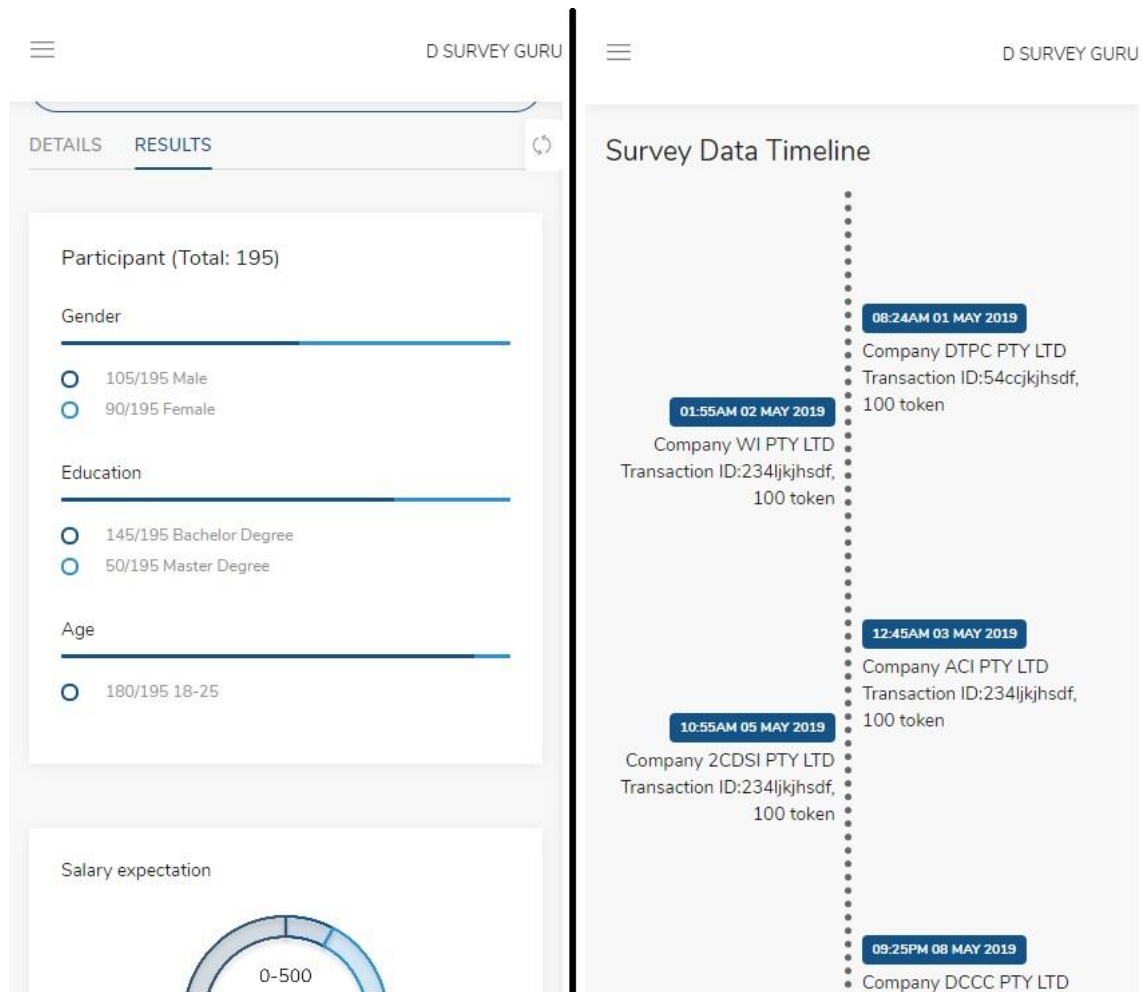 D SURVEY GURU
DETAILS RESULTS
Participant (Total: 195)
Gender
105/195 Male
90/195 Female
Education
145/195 Bachelor Degree
50/195 Master Degree
Age
180/195 18-25
Salary expectation
0-500
D SURVEY GURU
Survey Data Timeline
08:24AM 01 MAY 2019
Company DTPC PTY LTD
Transaction ID:54ccjkjhsdf,
100 token
01:55AM 02 MAY 2019
Company WI PTY LTD
Transaction ID:234ljkjhsdf,
100 token
12:45AM 03 MAY 2019
Company ACI PTY LTD
Transaction ID:234ljkjhsdf,
100 token
10:55AM 05 MAY 2019
Company 2CDSI PTY LTD
Transaction ID:234ljkjhsdf,
100 token
09:25PM 08 MAY 2019
Company DCCC PTY LTD